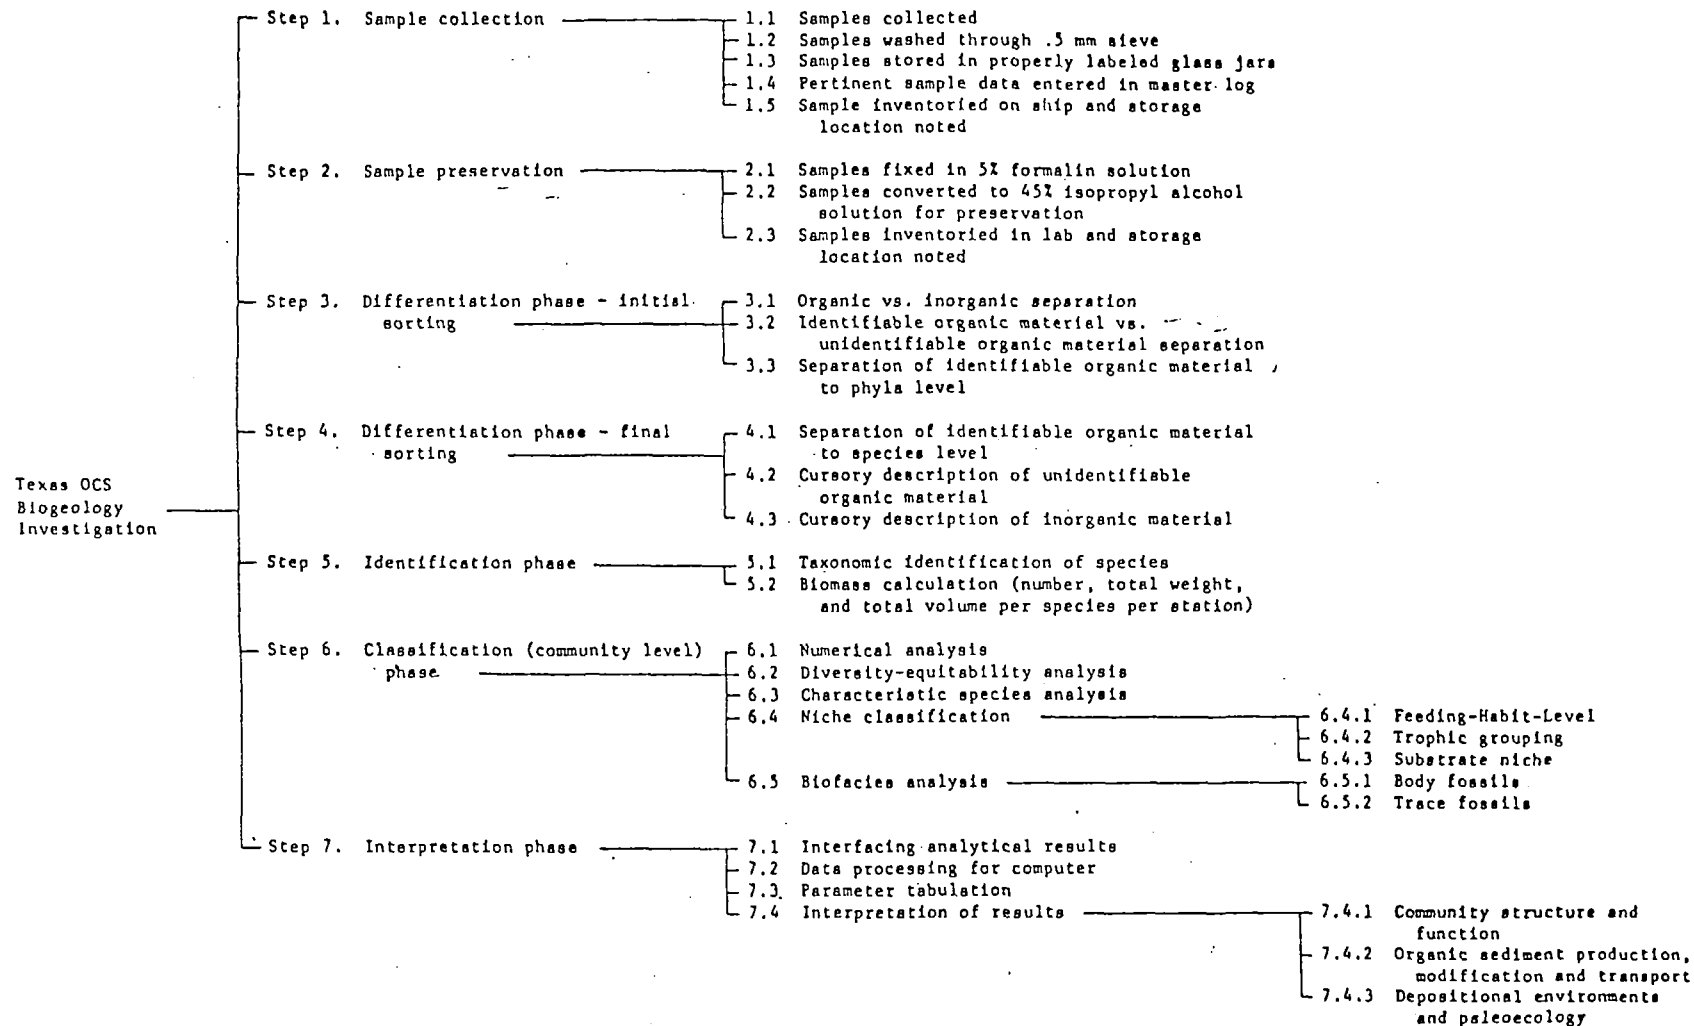 Step 1. Sample collection
1.1 Samples collected
1.2 Samples washed through .5 mm sieve
1.3 Samples stored in properly labeled glass jars
1.4 Pertinent sample data entered in master log
1.5 Sample inventoried on ship and storage
location noted
Step 2. Sample preservation
2.1 Samples fixed in 5% formalin solution
2.2 Samples converted to 45% isopropyl alcohol
solution for preservation
2.3 Samples inventoried in lab and storage
location noted
Step 3. Differentiation phase - initial
sorting
3.1 Organic vs. inorganic separation
3.2 Identifiable organic material vs.
unidentifiable organic material separation
3.3 Separation of identifiable organic material
to phyla level
Step 4. Differentiation phase - final
sorting
4.1 Separation of identifiable organic material
to species level
4.2 Cursory description of unidentifiable
organic material
4.3 Cursory description of inorganic material
Texas OCS
Biogeology
Investigation
Step 5. Identification phase
5.1 Taxonomic identification of species
5.2 Biomass calculation (number, total weight,
and total volume per species per station)
Step 6. Classification (community level)
phase
6.1 Numerical analysis
6.2 Diversity-equitability analysis
6.3 Characteristic species analysis
6.4 Niche classification
6.4.1 Feeding-Habit-Level
6.4.2 Trophic grouping
6.4.3 Substrate niche
6.5 Biofacies analysis
6.5.1 Body fossils
6.5.2 Trace fossils
Step 7. Interpretation phase
7.1 Interfacing analytical results
7.2 Data processing for computer
7.3 Parameter tabulation
7.4 Interpretation of results
7.4.1 Community structure and
function
7.4.2 Organic sediment production,
modification and transport
7.4.3 Depositional environments
and paleoecology